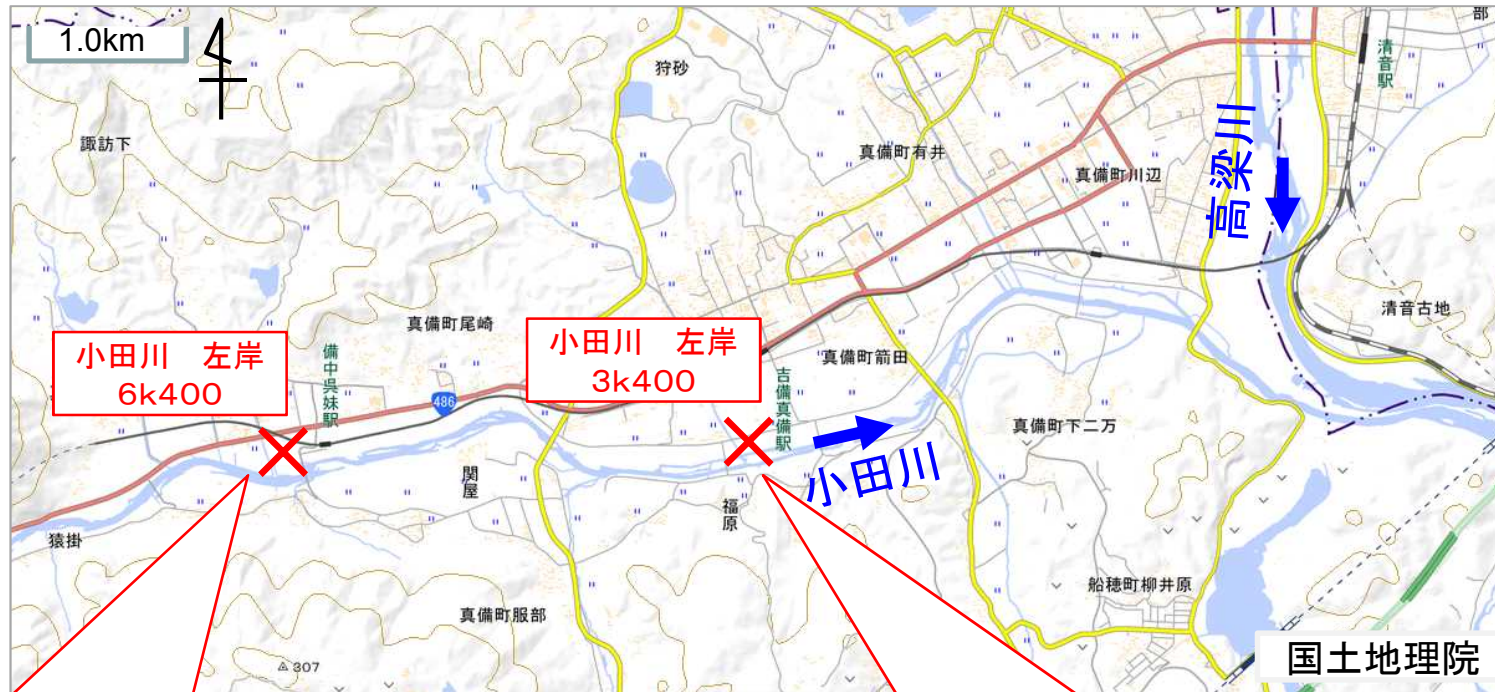 1.0km
部
狩砂
清音駅
諏訪下
真備町有井
高梁川
真備町川辺
清音古地
真備町尾崎
小田川 左岸
6k400
小田川 左岸
3k400
備中呉妹駅
486
真備町箭田
吉備真備駅
真備町下二万
小田川
関屋
福原
猿掛
船穂町柳井原
真備町服部
307
国土地理院